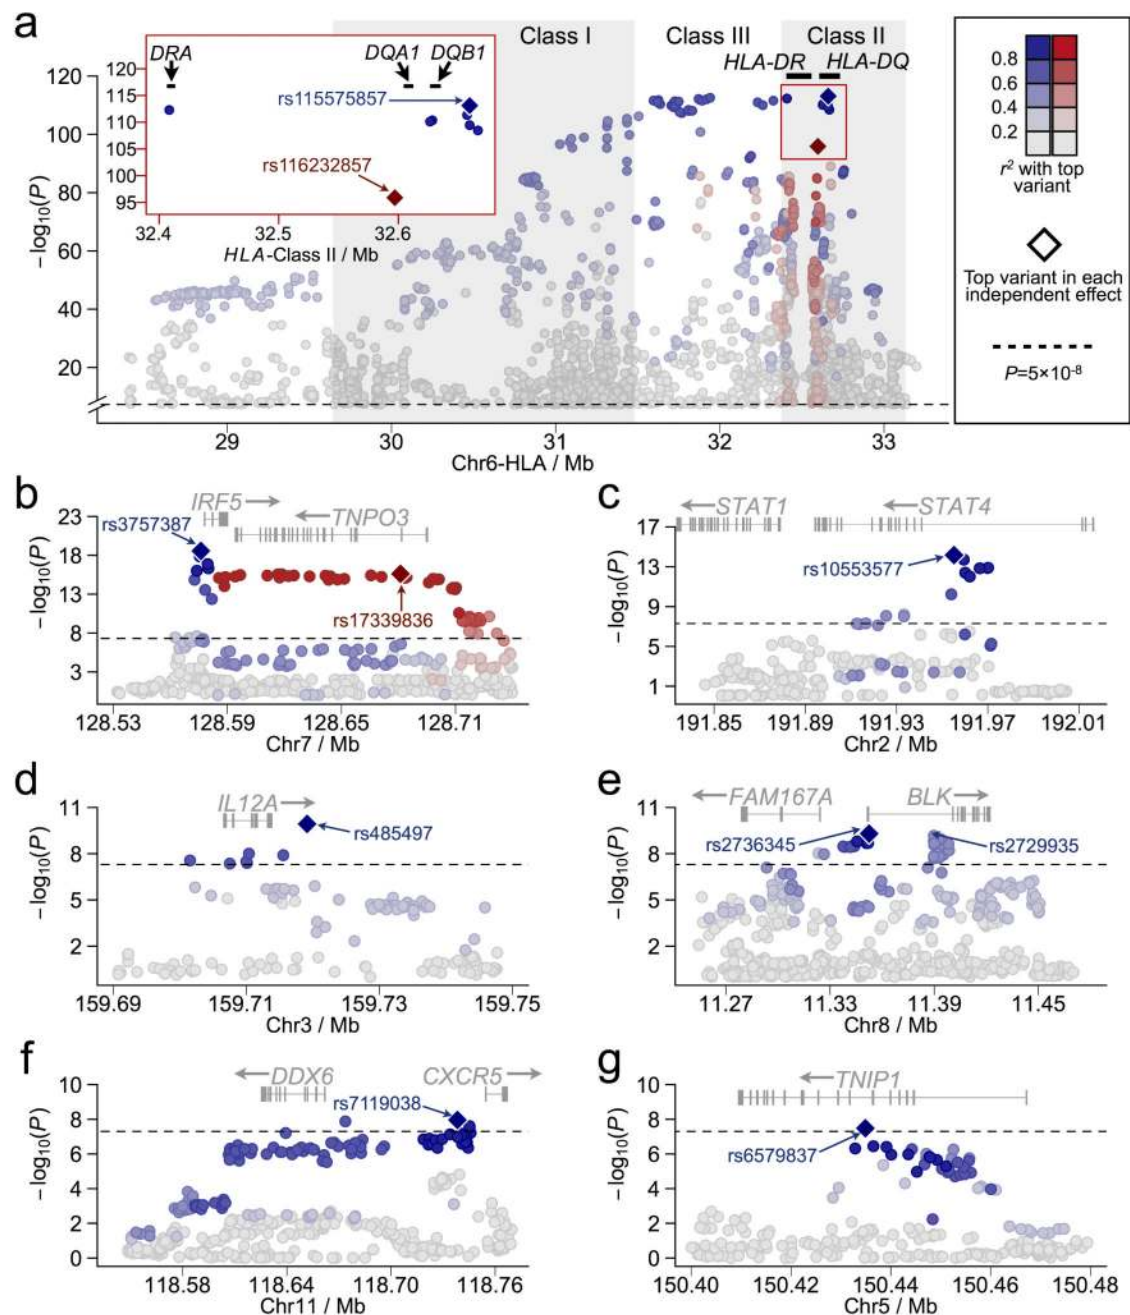 a
Class I
Class III
Class II
HLA-DR
HLA-DQ
DRA
DQA1
DQB1
rs115575857
rs116232857
120
115
110
105
100
95
32.4
32.5
32.6
HLA-Class II / Mb
−log10(P)
120
100
80
60
40
20
29
30
31
32
33
Chr6-HLA / Mb
0.8
0.6
0.4
0.2
r² with top
variant
Top variant in each
independent effect
P=5×10⁻⁸
b
IRF5
TNPO3
rs3757387
rs17339836
−log10(P)
23
18
13
8
3
128.53
128.59
128.65
128.71
Chr7 / Mb
c
STAT1
STAT4
rs10553577
−log10(P)
17
13
9
5
1
191.85
191.89
191.93
191.97
192.01
Chr2 / Mb
d
IL12A
rs485497
−log10(P)
11
8
5
2
159.69
159.71
159.73
159.75
Chr3 / Mb
e
FAM167A
BLK
rs2736345
rs2729935
−log10(P)
11
8
5
2
11.27
11.33
11.39
11.45
Chr8 / Mb
f
DDX6
CXCR5
rs7119038
−log10(P)
10
8
6
4
2
0
118.58
118.64
118.70
118.76
Chr11 / Mb
g
TNIP1
rs6579837
−log10(P)
10
8
6
4
2
0
150.40
150.42
150.44
150.46
150.48
Chr5 / Mb